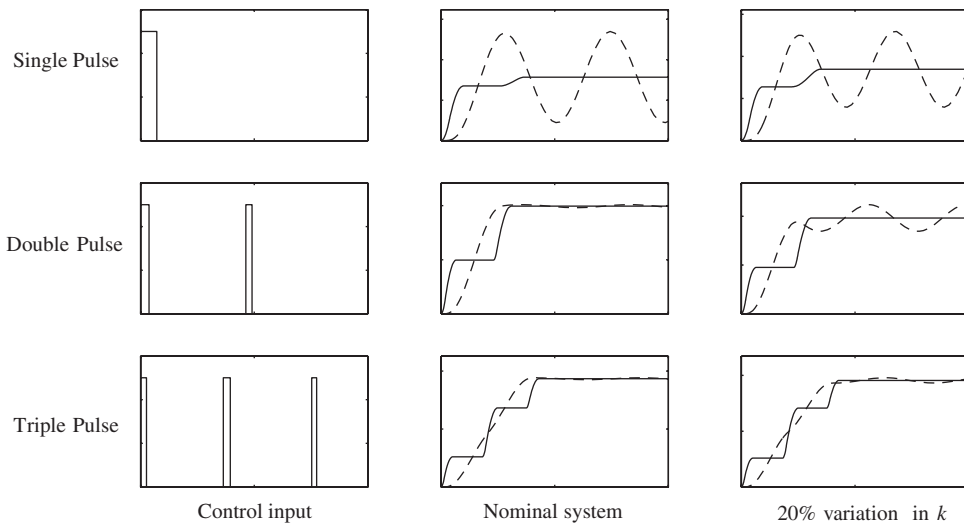 Single Pulse
Double Pulse
Triple Pulse
Control input
Nominal system
20% variation in k